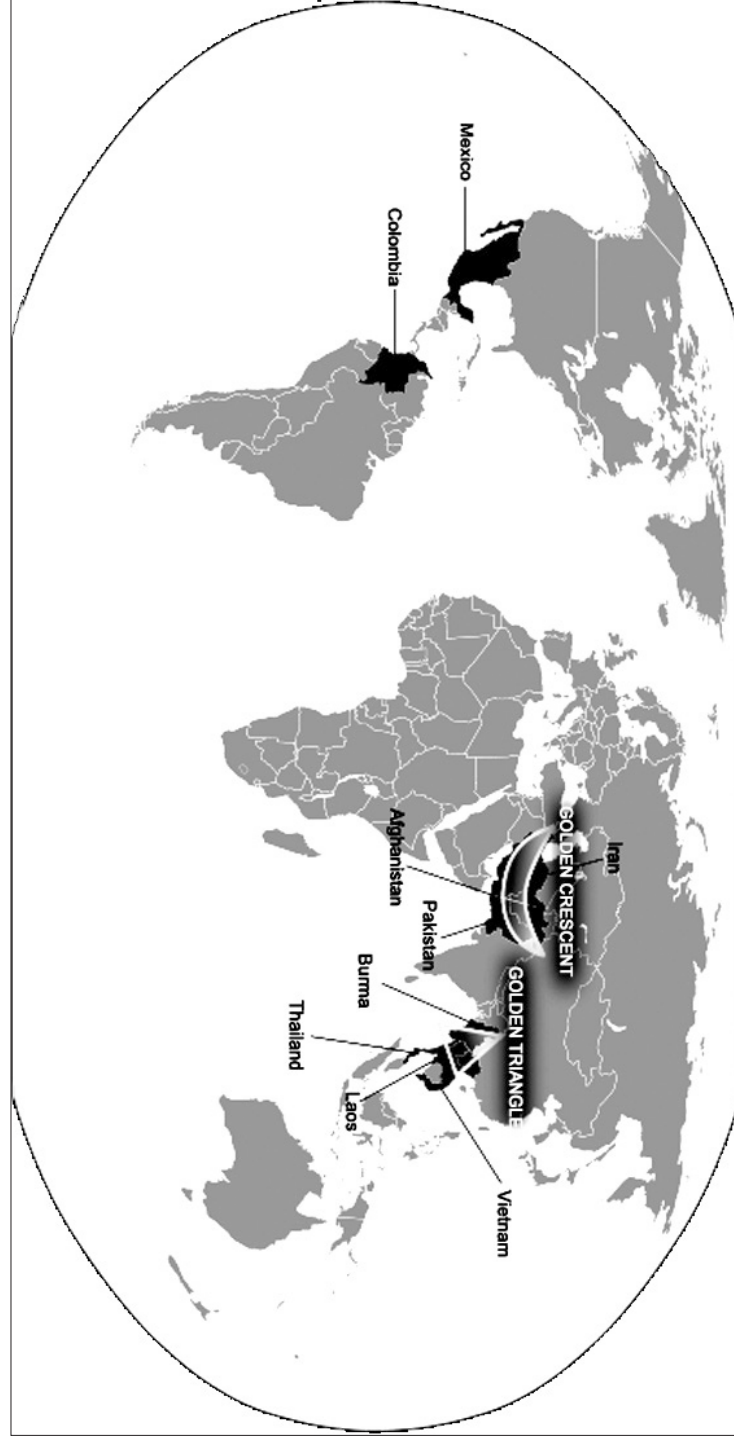 Mexico
Colombia
GOLDEN CRESCENT
Iran
Afghanistan
Pakistan
GOLDEN TRIANGLE
Burma
Thailand
Laos
Vietnam